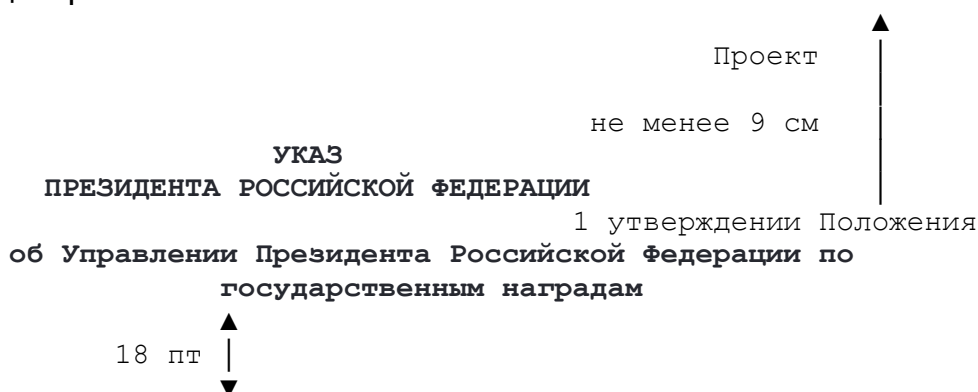 Проект
не менее 9 см
УКАЗ
ПРЕЗИДЕНТА РОССИЙСКОЙ ФЕДЕРАЦИИ
1 утверждении Положения
об Управлении Президента Российской Федерации по
государственным наградам
18 пт